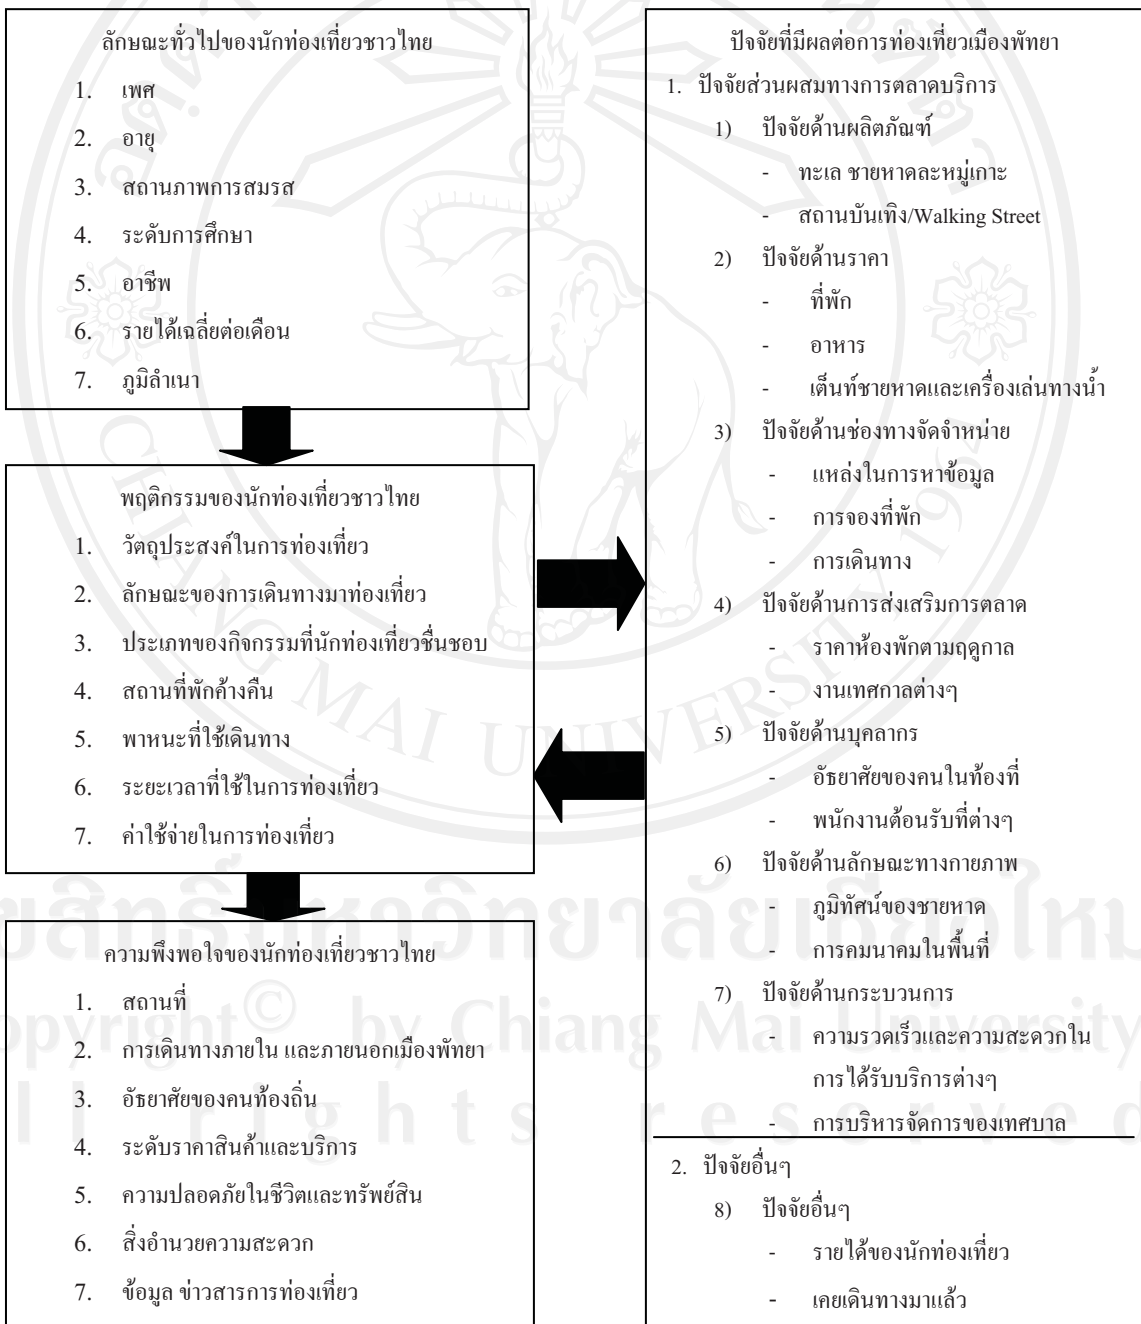 ลักษณะทั่วไปของนักท่องเที่ยวชาวไทย
1. เพศ
2. อายุ
3. สถานภาพการสมรส
4. ระดับการศึกษา
5. อาชีพ
6. รายได้เฉลี่ยต่อเดือน
7. ภูมิลำเนา
พฤติกรรมของนักท่องเที่ยวชาวไทย
1. วัตถุประสงค์ในการท่องเที่ยว
2. ลักษณะของการเดินทางมาท่องเที่ยว
3. ประเภทของกิจกรรมที่นักท่องเที่ยวชื่นชอบ
4. สถานที่พักค้างคืน
5. พาหนะที่ใช้เดินทาง
6. ระยะเวลาที่ใช้ในการท่องเที่ยว
7. ค่าใช้จ่ายในการท่องเที่ยว
ความพึงพอใจของนักท่องเที่ยวชาวไทย
1. สถานที่
2. การเดินทางภายใน และภายนอกเมืองพัทยา
3. อัธยาศัยของคนท้องถิ่น
4. ระดับราคาสินค้าและบริการ
5. ความปลอดภัยในชีวิตและทรัพย์สิน
6. สิ่งอำนวยความสะดวก
7. ข้อมูล ข่าวสารการท่องเที่ยว
ปัจจัยที่มีผลต่อการท่องเที่ยวเมืองพัทยา
1. ปัจจัยส่วนผสมทางการตลาดบริการ
1) ปัจจัยด้านผลิตภัณฑ์
- ทะเล ชายหาดละหมู่เกาะ
- สถานบันเทิง/Walking Street
2) ปัจจัยด้านราคา
- ที่พัก
- อาหาร
- เต็นท์ชายหาดและเครื่องเล่นทางน้ำ
3) ปัจจัยด้านช่องทางจัดจำหน่าย
- แหล่งในการหาข้อมูล
- การจองที่พัก
- การเดินทาง
4) ปัจจัยด้านการส่งเสริมการตลาด
- ราคาห้องพักตามฤดูกาล
- งานเทศกาลต่างๆ
5) ปัจจัยด้านบุคลากร
- อัธยาศัยของคนในท้องที่
- พนักงานต้อนรับที่ต่างๆ
6) ปัจจัยด้านลักษณะทางกายภาพ
- ภูมิทัศน์ของชายหาด
- การคมนาคมในพื้นที่
7) ปัจจัยด้านกระบวนการ
- ความรวดเร็วและความสะดวกใน
การได้รับบริการต่างๆ
- การบริหารจัดการของเทศบาล
2. ปัจจัยอื่นๆ
8) ปัจจัยอื่นๆ
- รายได้ของนักท่องเที่ยว
- เคยเดินทางมาแล้ว
CHIANG MAI UNIVERSITY 1964
opyright© by Chiang Mai University
ll rights reserved